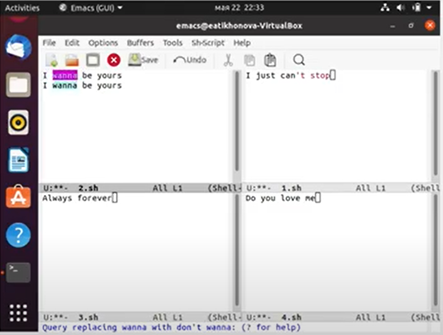 Activities Emacs (GUI) мая 22, 22:33
emacs@eatikhonova-VirtualBox
File Edit Options Buffers Tools Sh-Script Help
Save Undo
I wanna be yours
I wanna be yours
I just can't stop
U:**- 2.sh All L1 (Shell-
U:**- 1.sh All L1 (Shell-
Always forever
Do you love me
U:**- 3.sh All L1 (Shell-
U:**- 4.sh All L1 (Shell-
Query replacing wanna with don't wanna: (? for help)